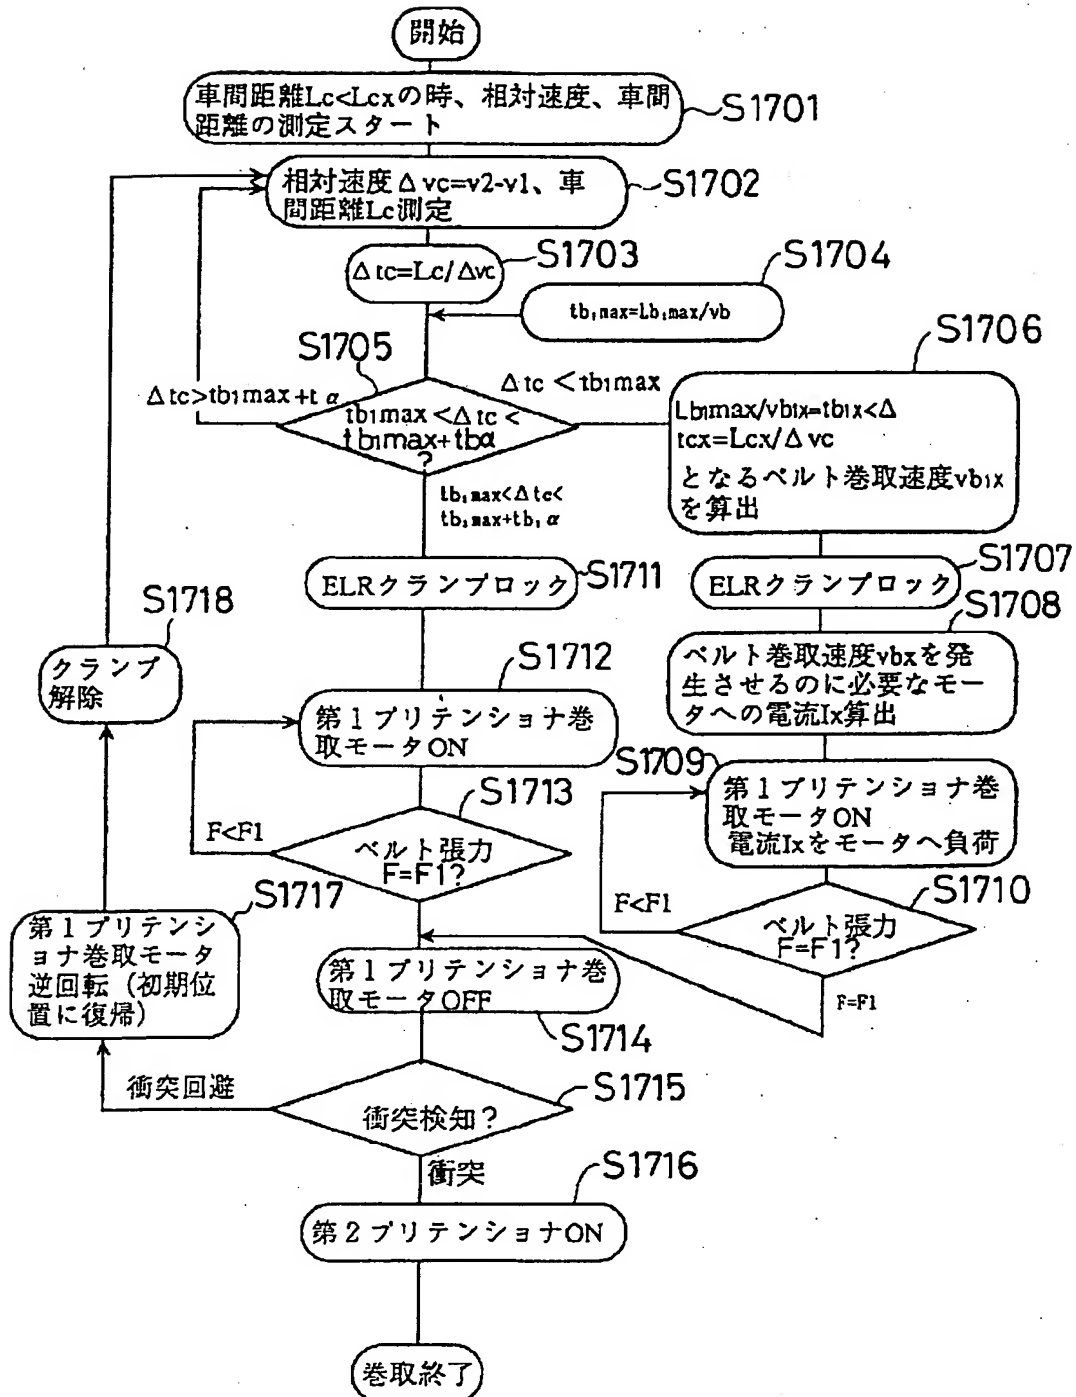 開始
車間距離Lc<Lcxの時、相対速度、車間
距離の測定スタート
S1701
相対速度Δvc=v2-v1、車
間距離Lc測定
S1702
Δtc=Lc/Δvc
S1703
S1704
tb₁max=Lb₁max/vb
S1705
Δtc>tb1max+tα
tb1max<Δtc<
tb1max+tbα
?
Δtc<tb1max
S1706
Lb1max/vb1x=tb1x<Δ
tcx=Lcx/Δvc
となるベルト巻取速度vb1x
を算出
tb₁max<Δtc<
tb₁max+tb₁α
ELRクランプロック
S1711
ELRクランプロック
S1707
S1708
ベルト巻取速度vbxを発
生させるのに必要なモー
タへの電流Ix算出
S1718
クランプ
解除
S1712
第1プリテンショナ巻
取モータON
S1709
第1プリテンショナ巻
取モータON
電流Ixをモータへ負荷
S1713
F<F1
ベルト張力
F=F1?
S1710
F<F1
ベルト張力
F=F1?
F=F1
S1717
第1プリテンシ
ョナ巻取モータ
逆回転(初期位
置に復帰)
第1プリテンショナ巻
取モータOFF
S1714
衝突回避
衝突検知?
S1715
衝突
S1716
第2プリテンショナON
巻取終了